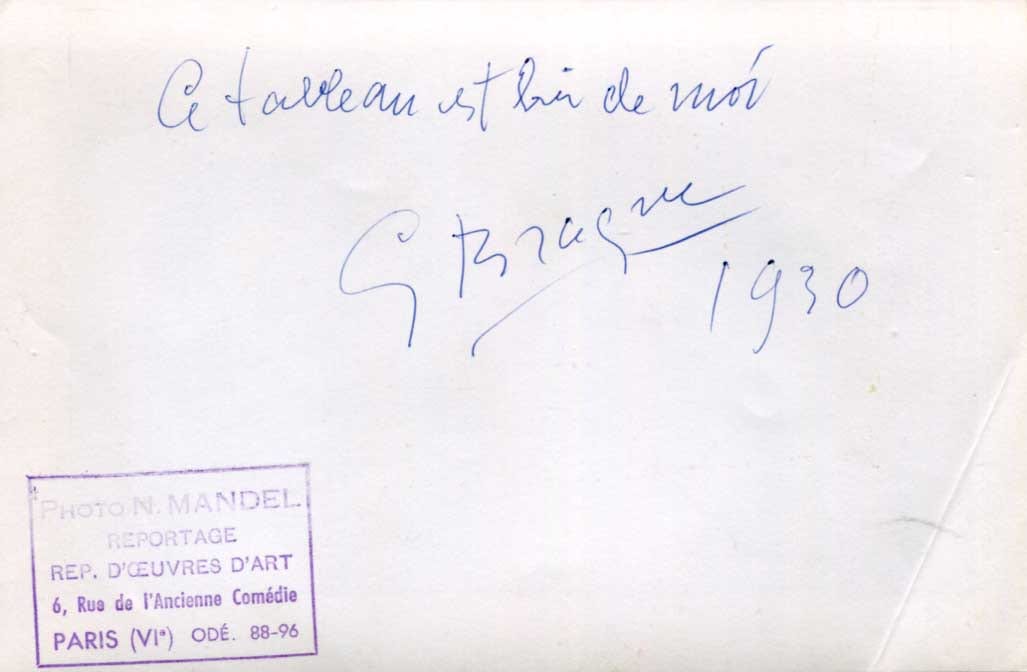 Ce tableau est bien de moi
G Braque
1930
PHOTO N. MANDEL
REPORTAGE
REP. D'ŒUVRES D'ART
6, Rue de l'Ancienne Comédie
PARIS (VIᵉ) ODÉ. 88-96